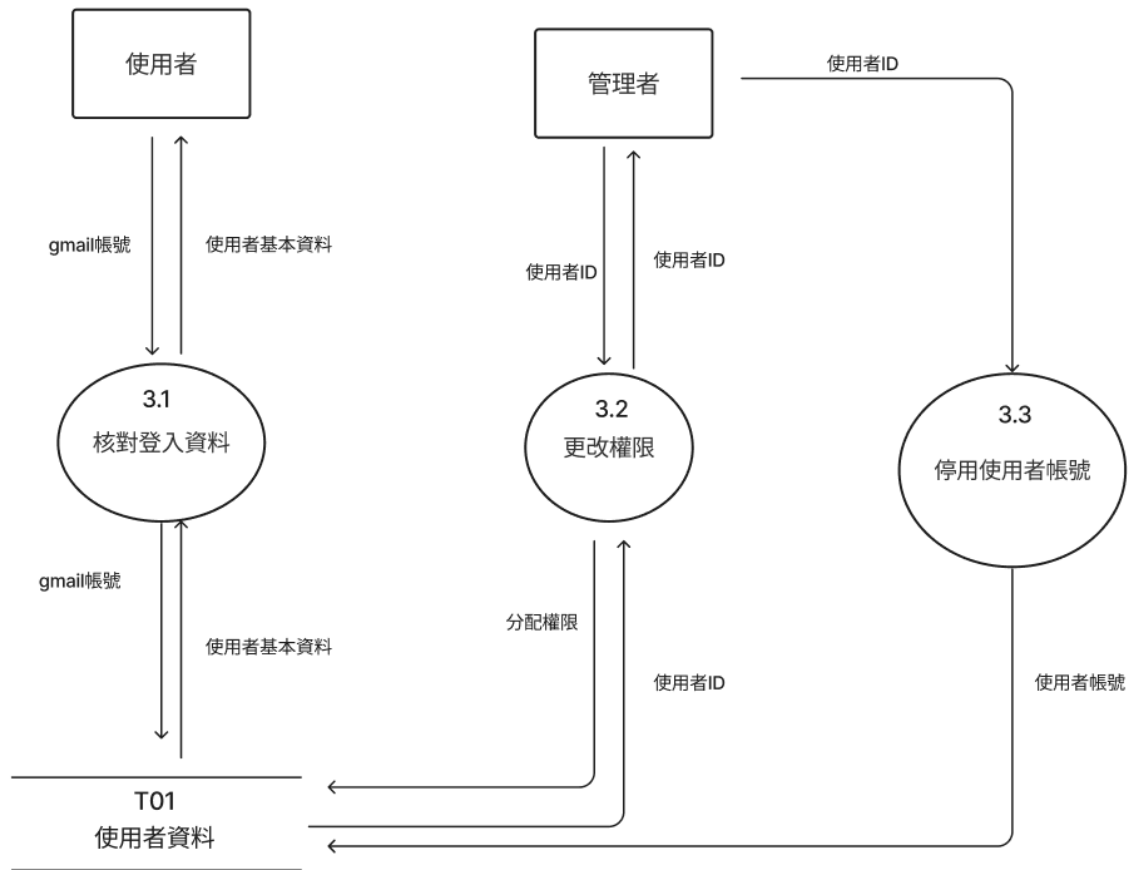 使用者
管理者
使用者ID
gmail帳號
使用者基本資料
使用者ID
使用者ID
3.1
核對登入資料
3.2
更改權限
3.3
停用使用者帳號
gmail帳號
使用者基本資料
分配權限
使用者ID
使用者帳號
T01
使用者資料